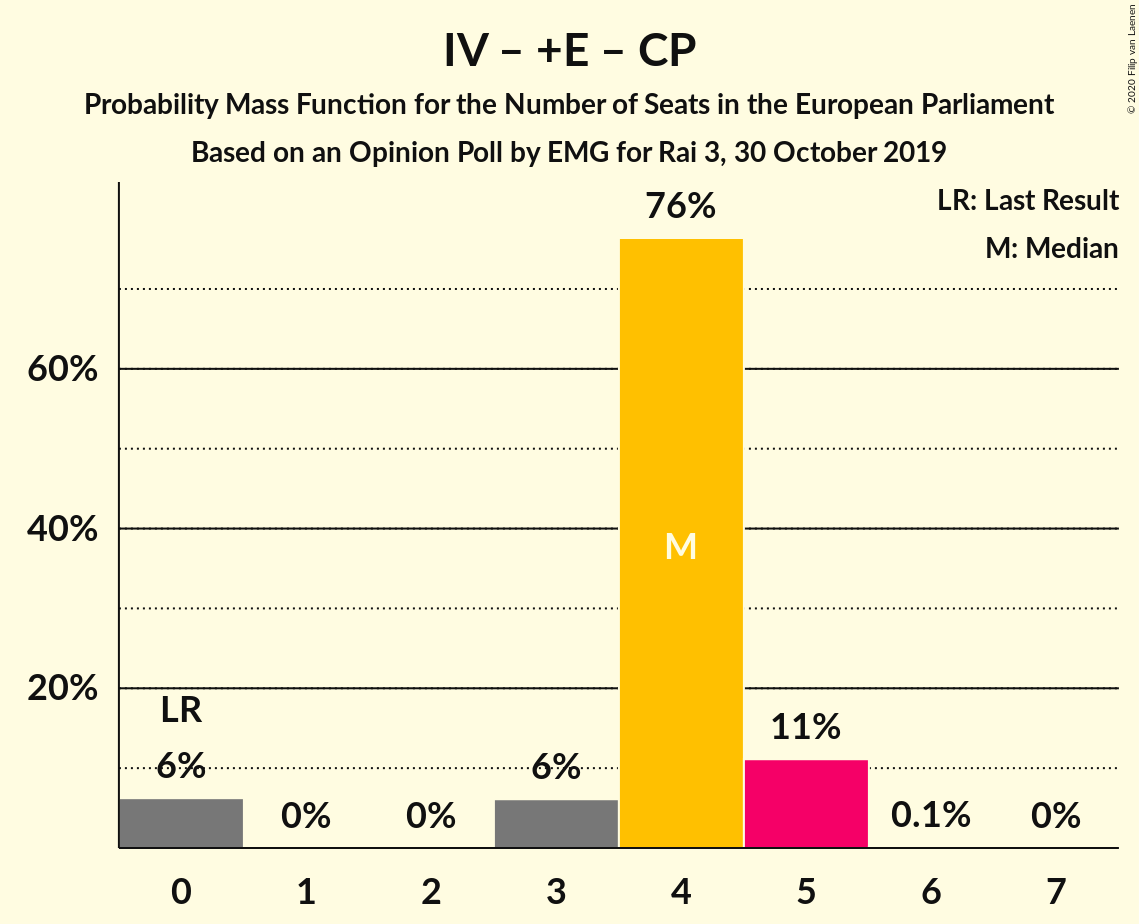 IV – +E – CP
Probability Mass Function for the Number of Seats in the European Parliament
Based on an Opinion Poll by EMG for Rai 3, 30 October 2019
© 2020 Filip van Laenen
LR: Last Result
M: Median
76%
60%
40%
20%
M
LR
6%
0%
0%
6%
11%
0.1%
0%
0 1 2 3 4 5 6 7